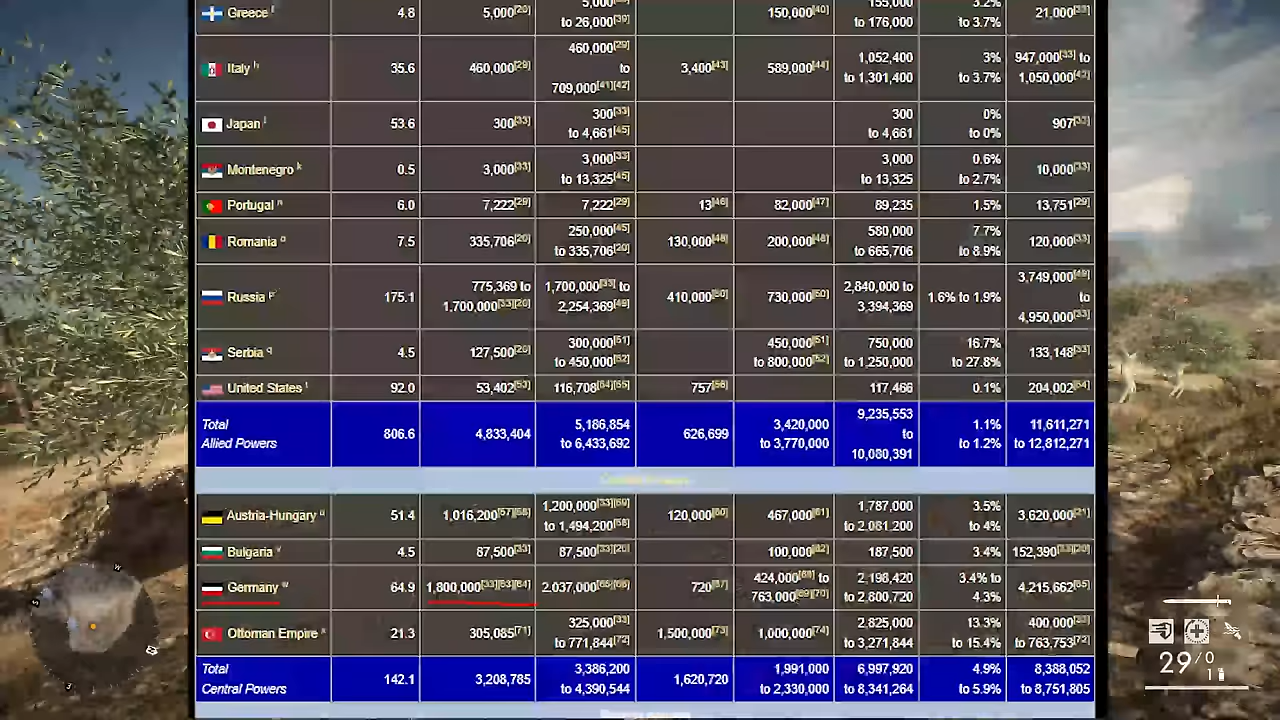 Greece 4.8 5,000[20] to 26,000[39] 150,000[40] to 176,000 to 3.7% 21,000[33]
Italy h 35.6 460,000[29] 460,000[29] to 709,000[41][42] 3,400[43] 589,000[44] 1,052,400 to 1,301,400 3% to 3.7% 947,000[33] to 1,050,000[42]
Japan 53.6 300[33] 300[33] to 4,661[45] 300 to 4,661 0% to 0% 907[33]
Montenegro k 0.5 3,000[33] 3,000[33] to 13,325[45] 3,000 to 13,325 0.6% to 2.7% 10,000[33]
Portugal n 6.0 7,222[29] 7,222[29] 13[46] 82,000[47] 89,235 1.5% 13,751[29]
Romania o 7.5 335,706[20] 250,000[45] to 335,706[20] 130,000[48] 200,000[48] 580,000 to 665,706 7.7% to 8.9% 120,000[33]
Russia p 175.1 775,369 to 1,700,000[33][20] 1,700,000[33] to 2,254,369[49] 410,000[50] 730,000[50] 2,840,000 to 3,394,369 1.6% to 1.9% 3,749,000[49] to 4,950,000[33]
Serbia q 4.5 127,500[20] 300,000[51] to 450,000[52] 450,000[51] to 800,000[52] 750,000 to 1,250,000 16.7% to 27.8% 133,148[33]
United States 92.0 53,402[53] 116,708[54][55] 757[56] 117,466 0.1% 204,002[54]
Total Allied Powers 806.6 4,833,404 5,186,854 to 6,433,692 626,699 3,420,000 to 3,770,000 9,235,553 to 10,080,391 1.1% to 1.2% 11,611,271 to 12,812,271
Austria-Hungary u 51.4 1,016,200[57][58] 1,200,000[33][59] to 1,494,200[58] 120,000[60] 467,000[61] 1,787,000 to 2,081,200 3.5% to 4% 3,620,000[21]
Bulgaria v 4.5 87,500[33] 87,500[33][20] 100,000[62] 187,500 3.4% 152,390[33][20]
Germany w 64.9 1,800,000[33][63][64] 2,037,000[65][66] 720[67] 424,000[68] to 763,000[69][70] 2,198,420 to 2,800,720 3.4% to 4.3% 4,215,662[65]
Ottoman Empire x 21.3 305,085[71] 325,000[33] to 771,844[72] 1,500,000[73] 1,000,000[74] 2,825,000 to 3,271,844 13.3% to 15.4% 400,000[33] to 763,753[72]
Total Central Powers 142.1 3,208,785 3,386,200 to 4,390,544 1,620,720 1,991,000 to 2,330,000 6,997,920 to 8,341,264 4.9% to 5.9% 8,388,052 to 8,751,805
29/0
1